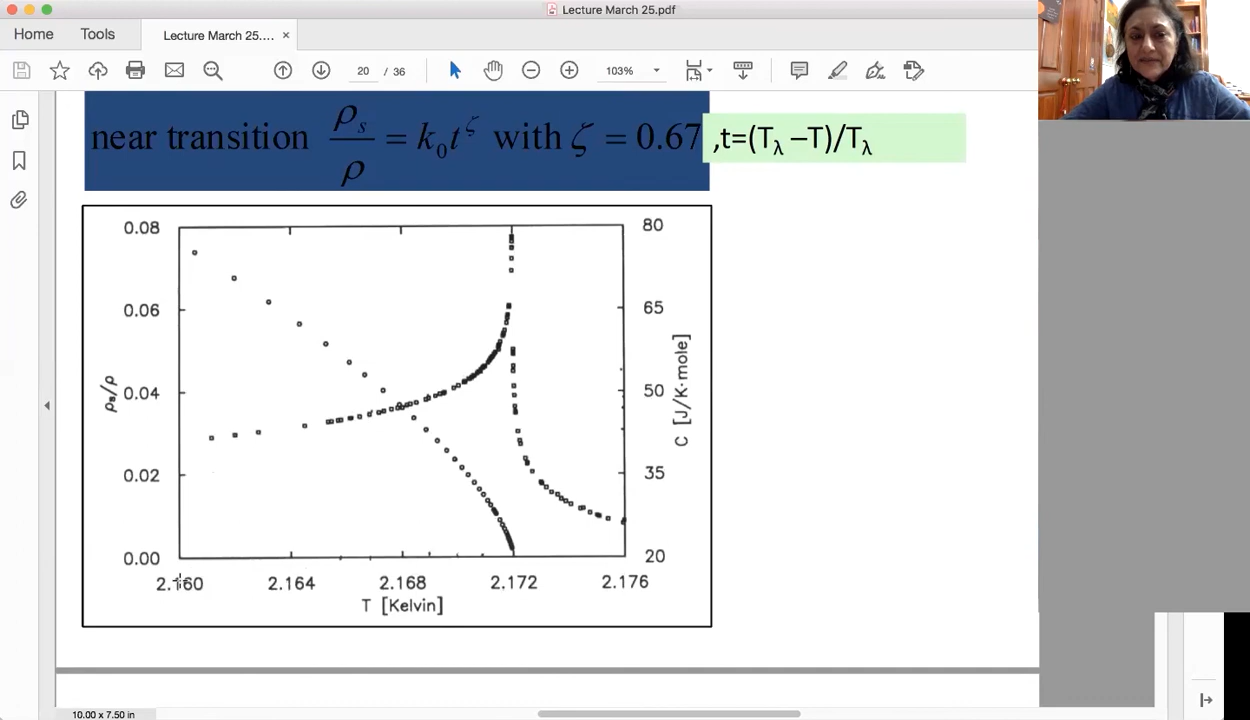 Lecture March 25.pdf
Home Tools Lecture March 25.... ×
20 / 36 103%
near transition ρs/ρ = k₀t^ζ with ζ = 0.67 ,t=(Tλ –T)/Tλ
0.08 80
0.06 65
ρs/ρ
0.04 50
C [J/K·mole]
0.02 35
0.00 20
2.160 2.164 2.168 2.172 2.176
T [Kelvin]
10.00 x 7.50 in